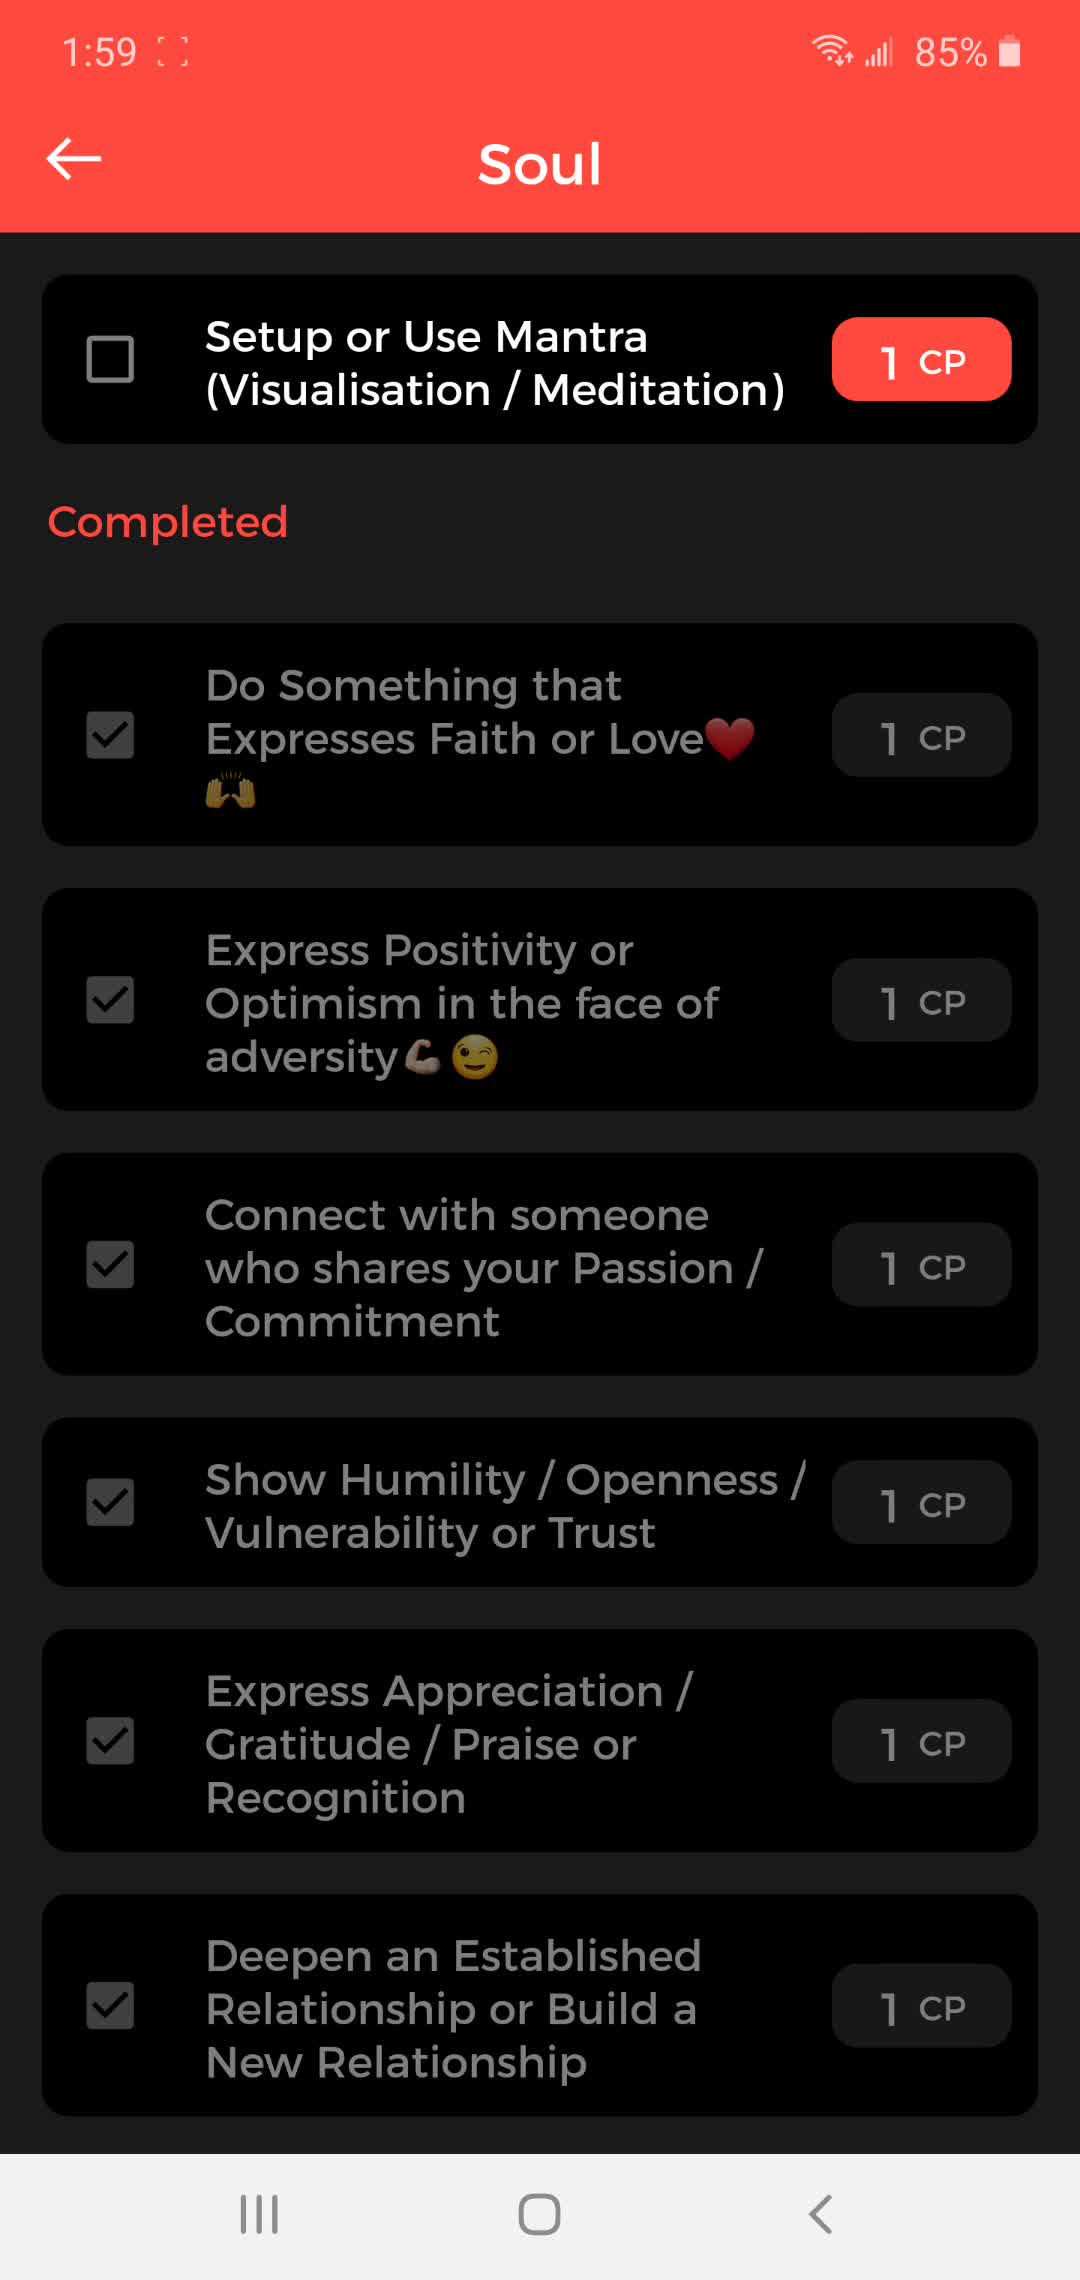 1:59 85%
Soul
Setup or Use Mantra
(Visualisation / Meditation)
1 CP
Completed
Do Something that
Expresses Faith or Love❤️
🙌
1 CP
Express Positivity or
Optimism in the face of
adversity💪🏼😉
1 CP
Connect with someone
who shares your Passion /
Commitment
1 CP
Show Humility / Openness /
Vulnerability or Trust
1 CP
Express Appreciation /
Gratitude / Praise or
Recognition
1 CP
Deepen an Established
Relationship or Build a
New Relationship
1 CP